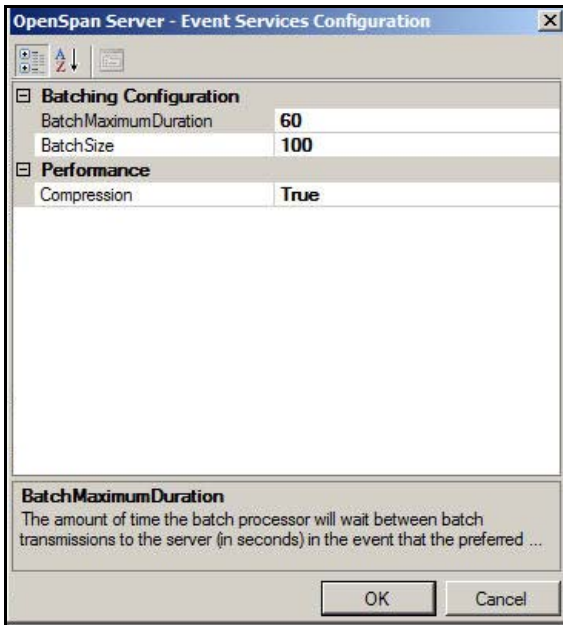 OpenSpan Server - Event Services Configuration
Batching Configuration
BatchMaximumDuration 60
BatchSize 100
Performance
Compression True
BatchMaximumDuration
The amount of time the batch processor will wait between batch
transmissions to the server (in seconds) in the event that the preferred ...
OK Cancel